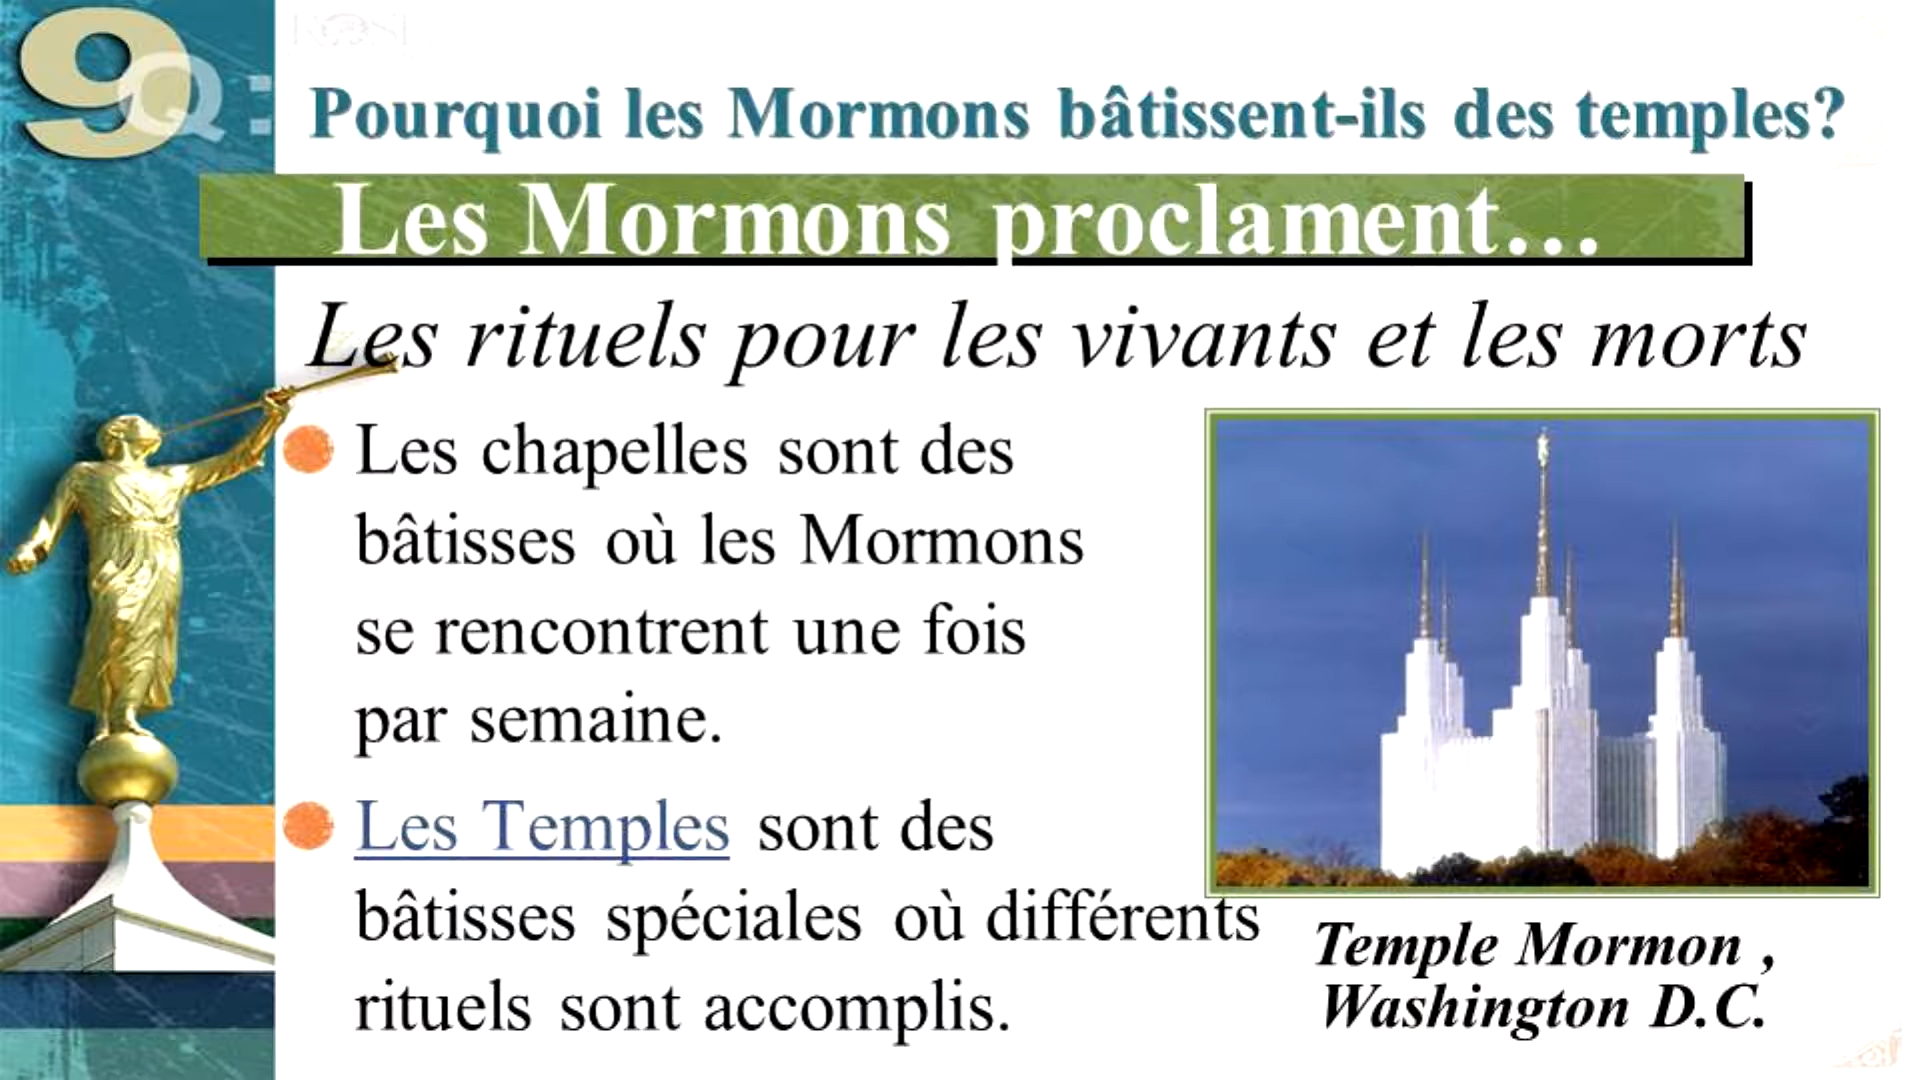 9
Q:
Pourquoi les Mormons bâtissent-ils des temples?
Les Mormons proclament…
Les rituels pour les vivants et les morts
Les chapelles sont des
bâtisses où les Mormons
se rencontrent une fois
par semaine.
Les Temples sont des
bâtisses spéciales où différents
rituels sont accomplis.
Temple Mormon ,
Washington D.C.